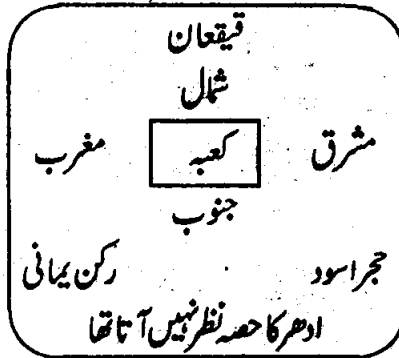 قیقعان
شمال
مشرق کعبہ مغرب
جنوب
حجر اسود رکن یمانی
ادھر کا حصہ نظر نہیں آتا تھا